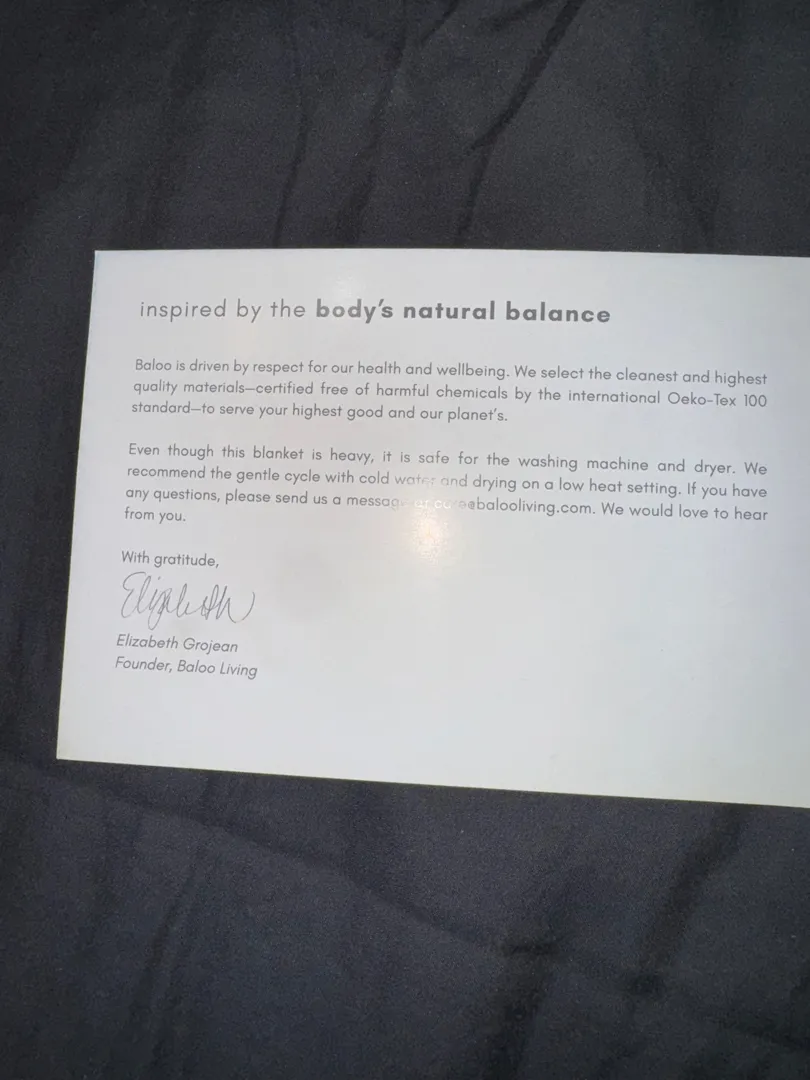 inspired by the body's natural balance
Baloo is driven by respect for our health and wellbeing. We select the cleanest and highest
quality materials—certified free of harmful chemicals by the international Oeko-Tex 100
standard—to serve your highest good and our planet's.
Even though this blanket is heavy, it is safe for the washing machine and dryer. We
recommend the gentle cycle with cold water and drying on a low heat setting. If you have
any questions, please send us a message at care@balooliving.com. We would love to hear
from you.
With gratitude,
Elizabeth
Elizabeth Grojean
Founder, Baloo Living